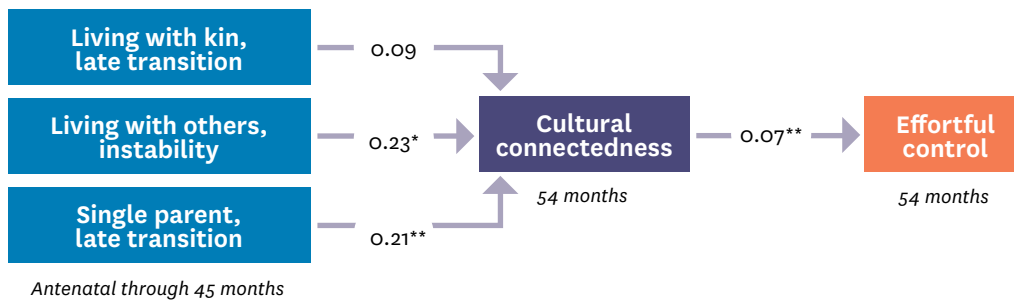 Living with kin,
late transition
0.09
Living with others,
instability
0.23*
Cultural
connectedness
0.07**
Effortful
control
54 months
54 months
Single parent,
late transition
0.21**
Antenatal through 45 months